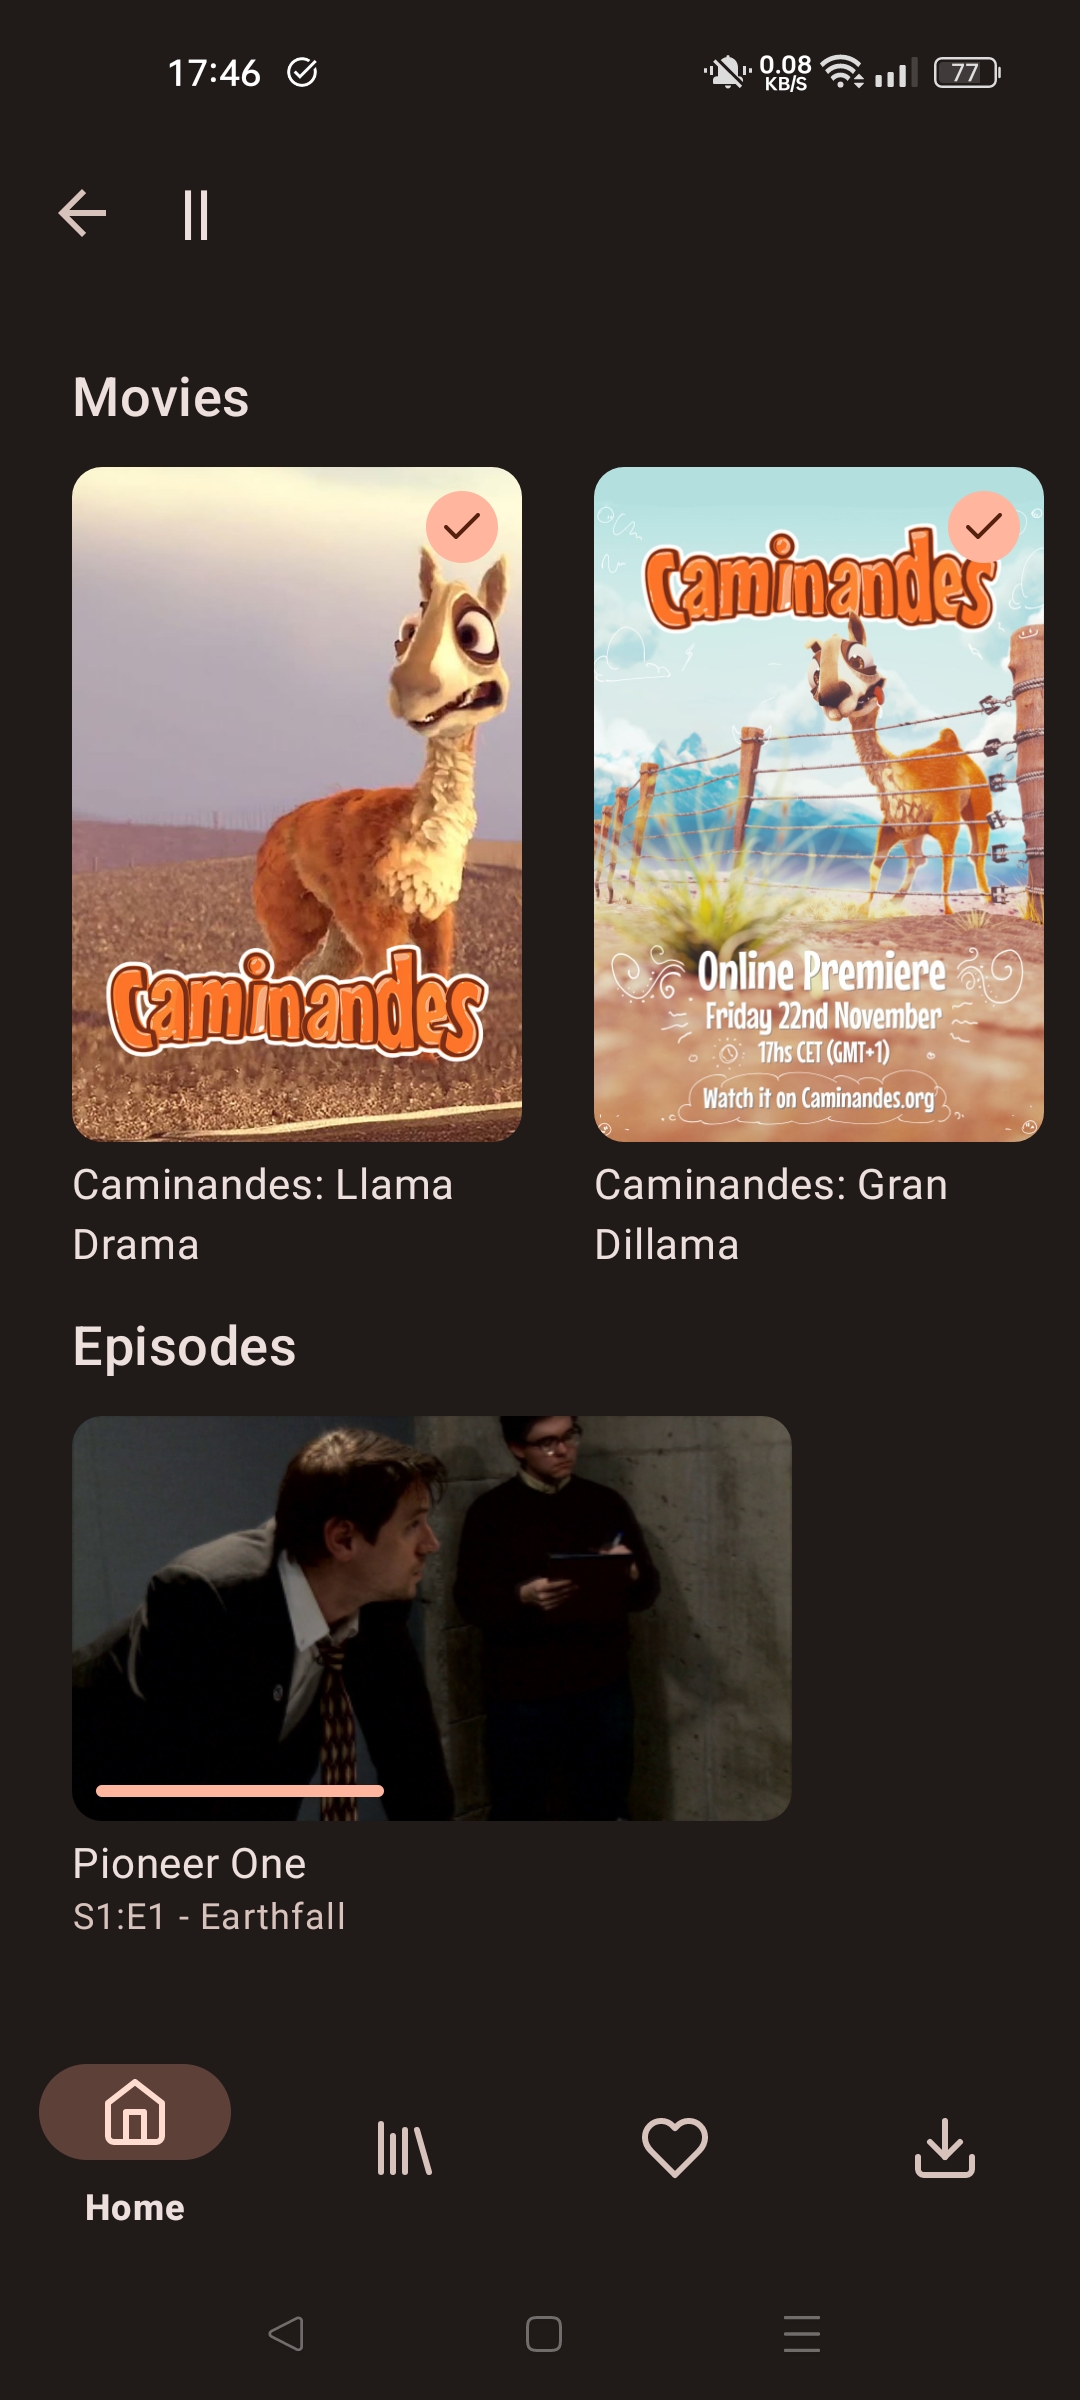 17:46
0.08
KB/S
77
||
Movies
Caminandes
Caminandes
Online Premiere
Friday 22nd November
17hs CET (GMT+1)
Watch it on Caminandes.org
Caminandes: Llama
Drama
Caminandes: Gran
Dillama
Episodes
Pioneer One
S1:E1 - Earthfall
Home